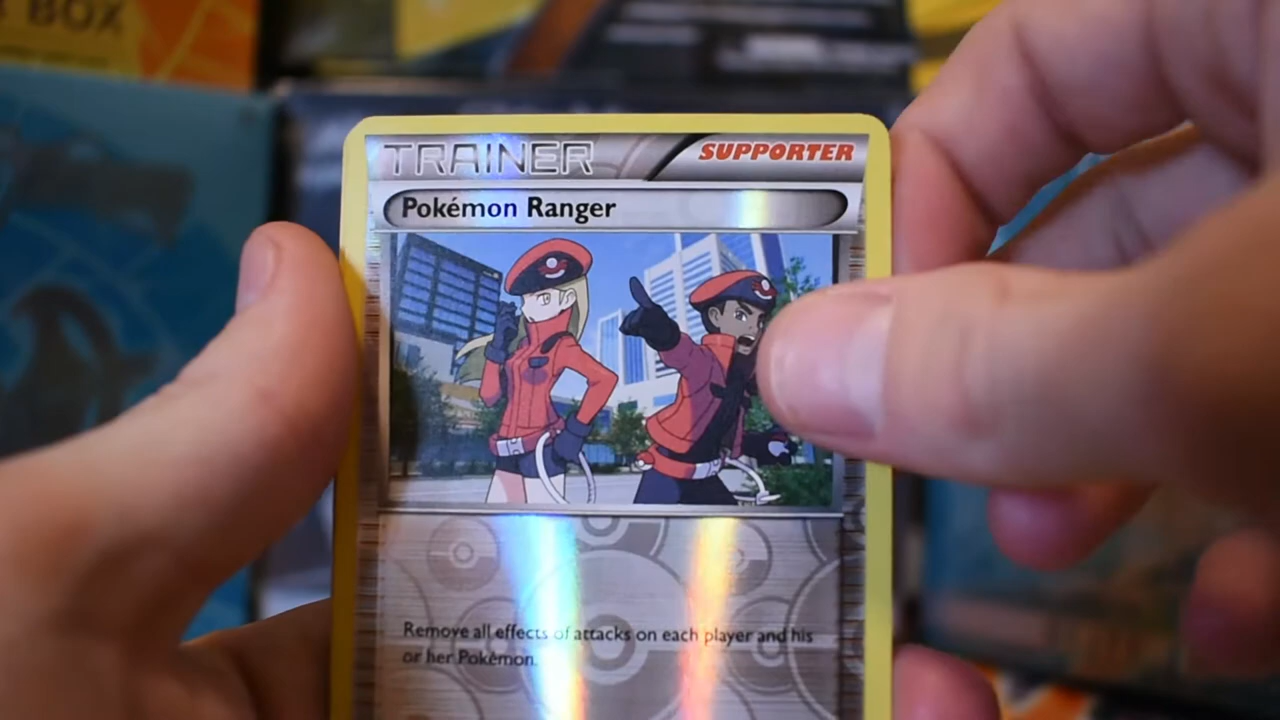 BOX
TRAINER SUPPORTER
Pokémon Ranger
Remove all effects of attacks on each player and his
or her Pokémon.